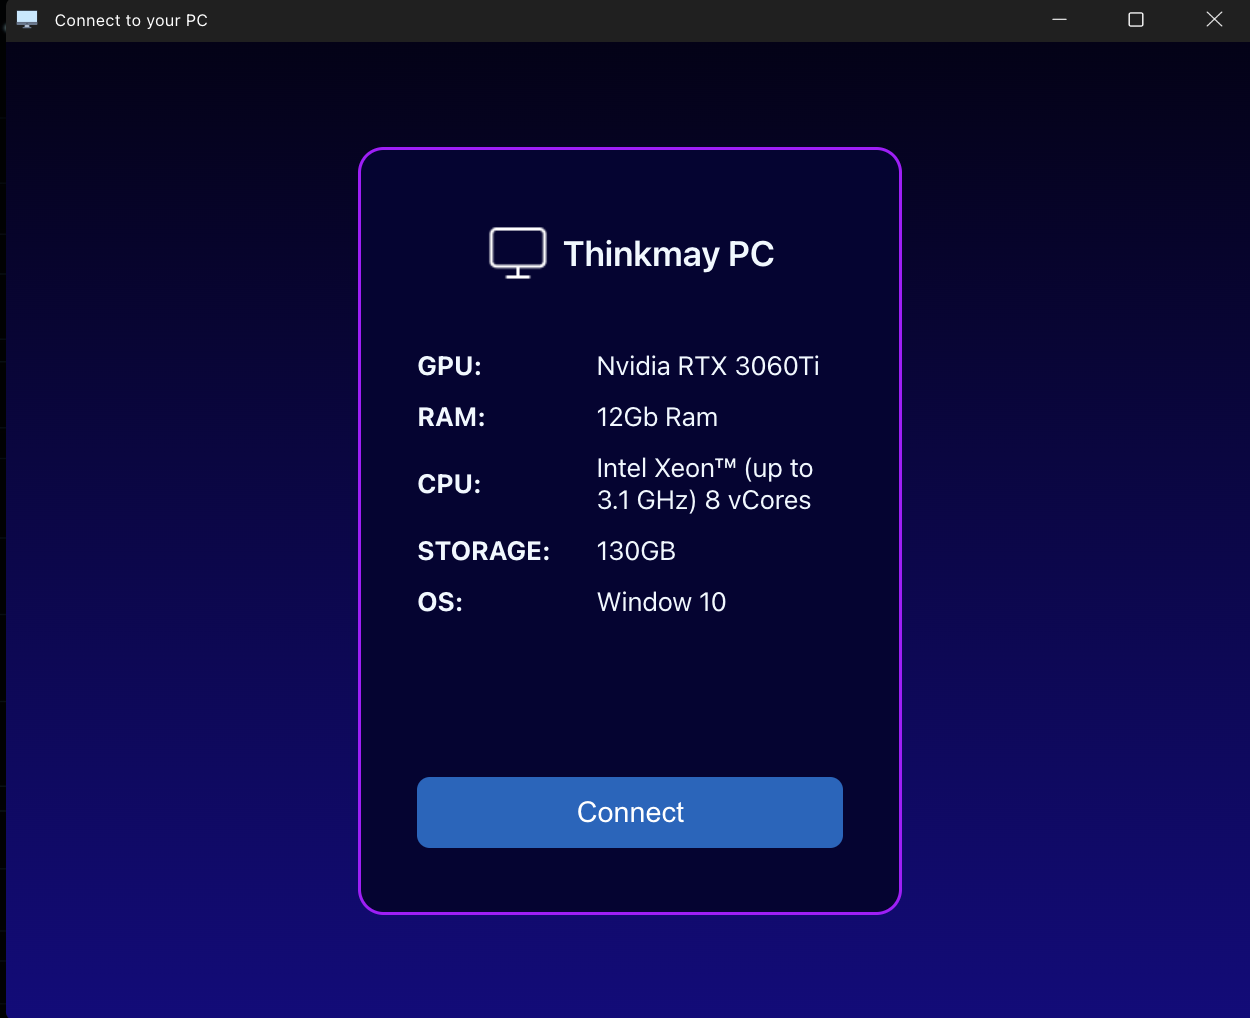 Connect to your PC
Thinkmay PC
GPU: Nvidia RTX 3060Ti
RAM: 12Gb Ram
CPU: Intel Xeon™ (up to
3.1 GHz) 8 vCores
STORAGE: 130GB
OS: Window 10
Connect